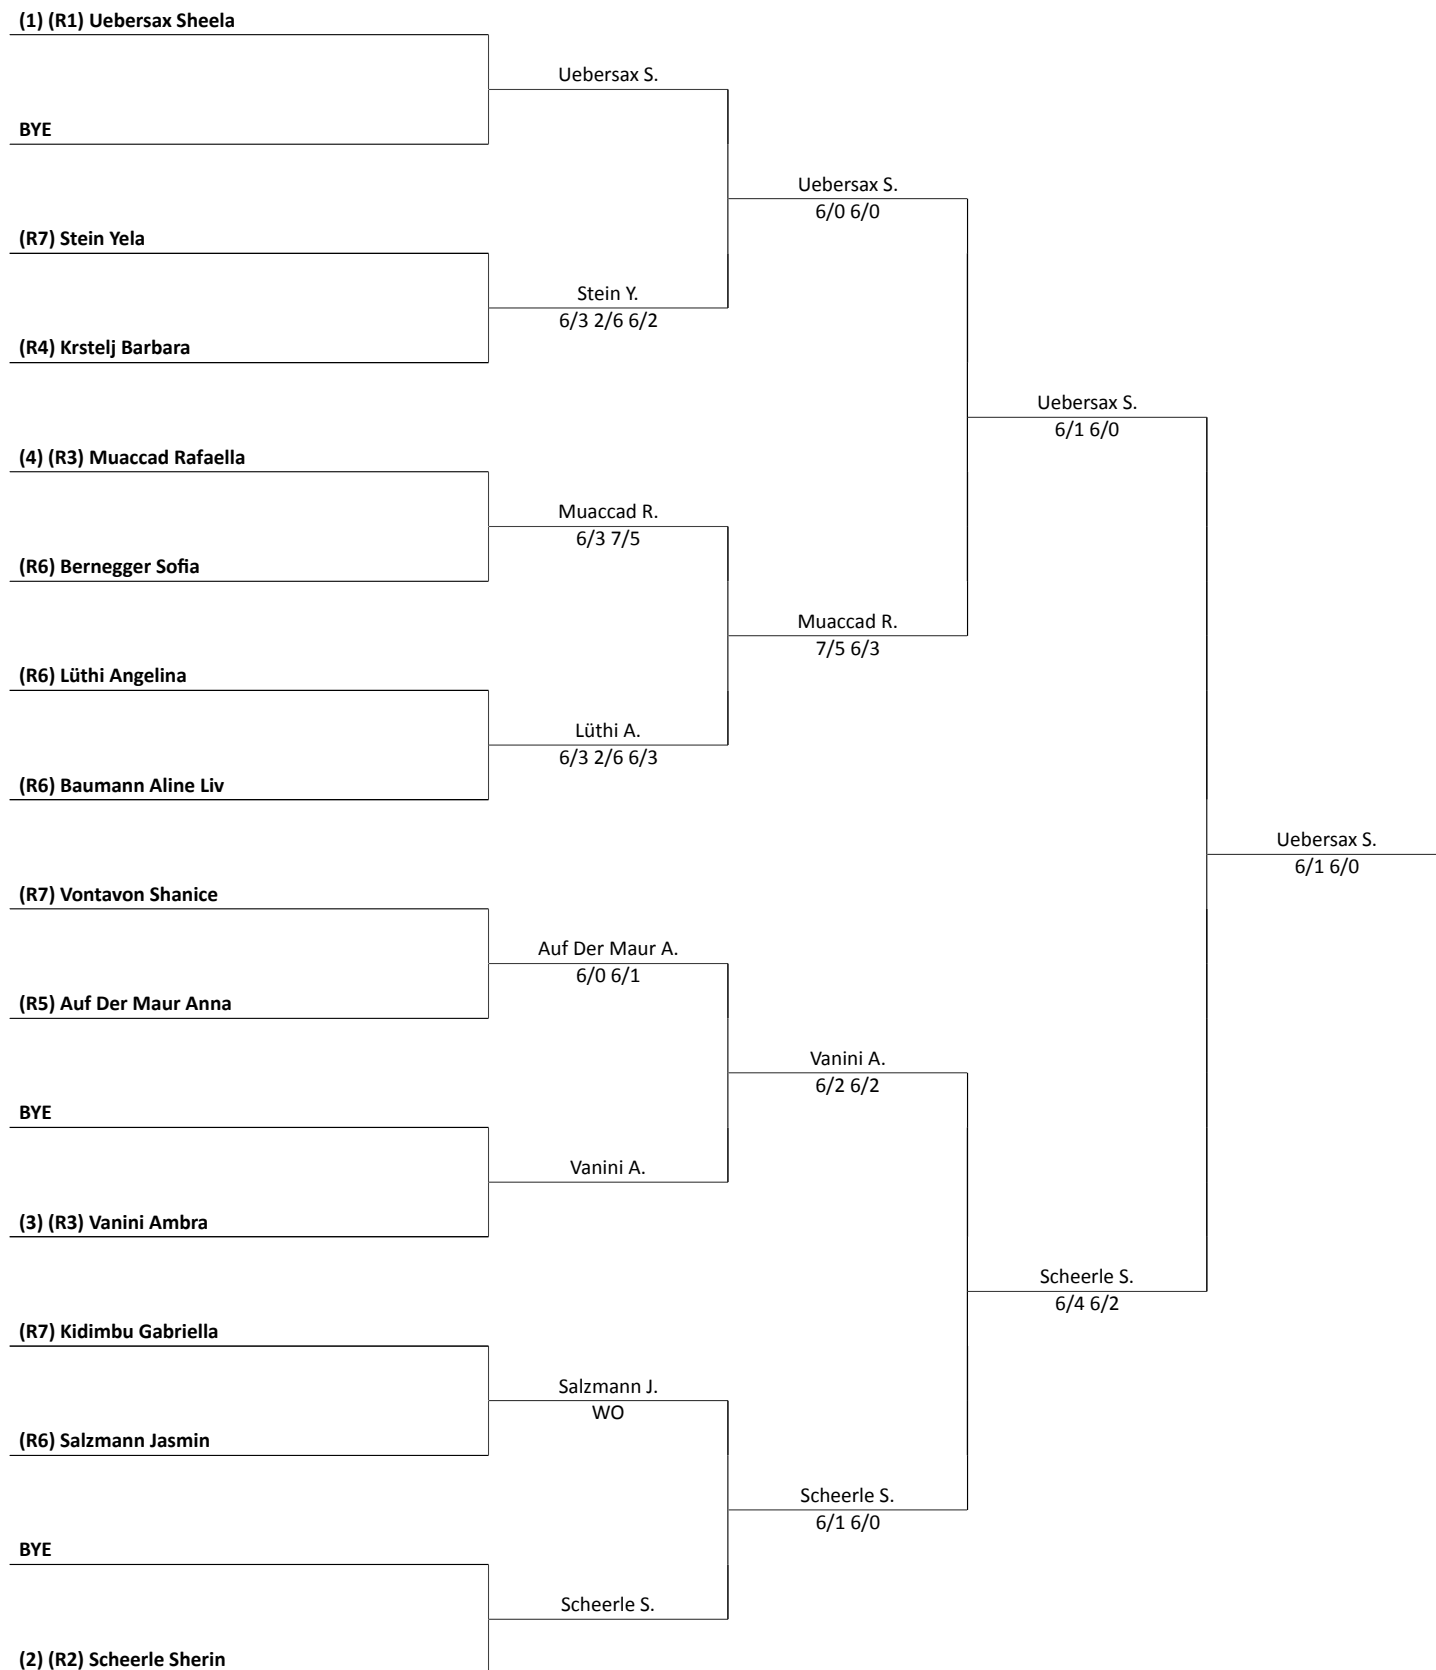 (1) (R1) Uebersax Sheela
Uebersax S.
BYE
Uebersax S.
6/0 6/0
(R7) Stein Yela
Stein Y.
6/3 2/6 6/2
(R4) Krstelj Barbara
Uebersax S.
6/1 6/0
(4) (R3) Muaccad Rafaella
Muaccad R.
6/3 7/5
(R6) Bernegger Sofia
Muaccad R.
7/5 6/3
(R6) Lüthi Angelina
Lüthi A.
6/3 2/6 6/3
(R6) Baumann Aline Liv
Uebersax S.
6/1 6/0
(R7) Vontavon Shanice
Auf Der Maur A.
6/0 6/1
(R5) Auf Der Maur Anna
Vanini A.
6/2 6/2
BYE
Vanini A.
(3) (R3) Vanini Ambra
Scheerle S.
6/4 6/2
(R7) Kidimbu Gabriella
Salzmann J.
WO
(R6) Salzmann Jasmin
Scheerle S.
6/1 6/0
BYE
Scheerle S.
(2) (R2) Scheerle Sherin